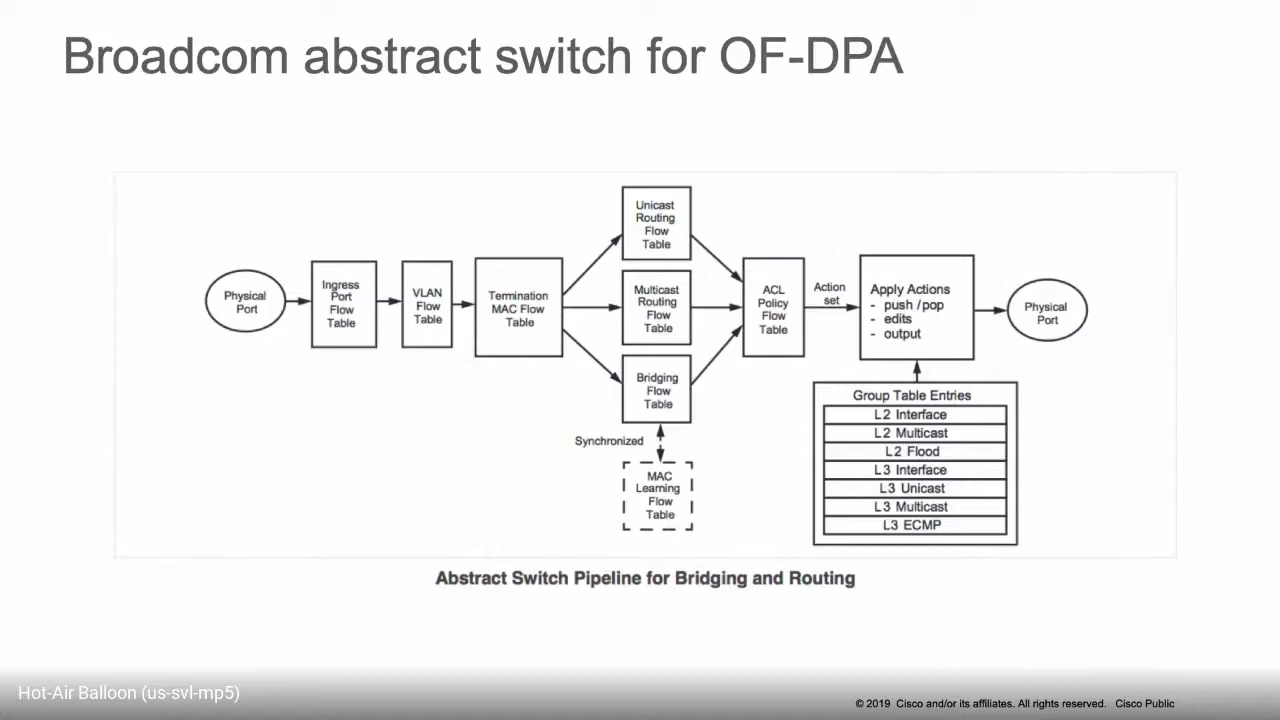 Broadcom abstract switch for OF-DPA
Physical
Port
Ingress
Port
Flow
Table
VLAN
Flow
Table
Termination
MAC Flow
Table
Unicast
Routing
Flow
Table
Multicast
Routing
Flow
Table
Bridging
Flow
Table
Synchronized
MAC
Learning
Flow
Table
ACL
Policy
Flow
Table
Action
set
Apply Actions
- push / pop
- edits
- output
Physical
Port
Group Table Entries
L2 Interface
L2 Multicast
L2 Flood
L3 Interface
L3 Unicast
L3 Multicast
L3 ECMP
Abstract Switch Pipeline for Bridging and Routing
Hot-Air Balloon (us-svl-mp5)
© 2019 Cisco and/or its affiliates. All rights reserved. Cisco Public